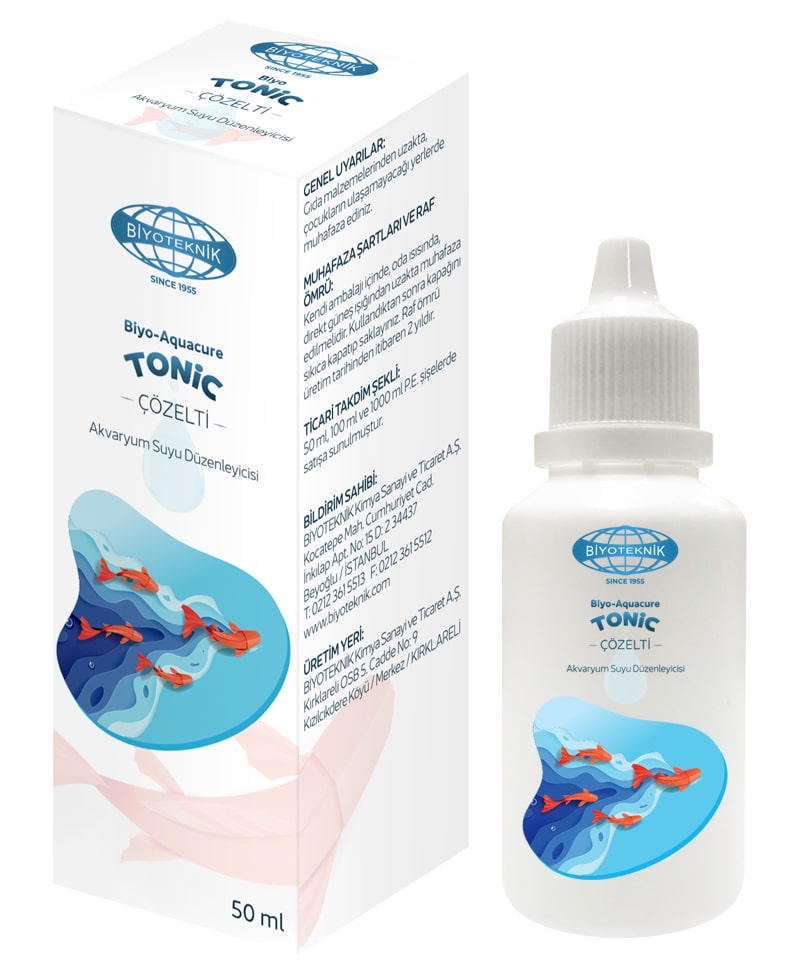 BİYOTEKNİK
SINCE 1955
Biyo
TONiC
ÇÖZELTİ
Akvaryum Suyu Düzenleyicisi
BİYOTEKNİK
SINCE 1955
Biyo-Aquacure
TONiC
ÇÖZELTİ
Akvaryum Suyu Düzenleyicisi
50 ml
GENEL UYARILAR:
Gıda malzemelerinden uzakta,
çocukların ulaşamayacağı yerlerde
muhafaza ediniz.
MUHAFAZA ŞARTLARI VE RAF
ÖMRÜ:
Kendi ambalajı içinde, oda ısısında,
direkt güneş ışığından uzakta muhafaza
edilmelidir. Kullandıktan sonra kapağını
sıkıca kapatıp saklayınız. Raf ömrü
üretim tarihinden itibaren 2 yıldır.
TİCARİ TAKDİM ŞEKLİ:
50 ml, 100 ml ve 1000 ml P.E. şişelerde
satışa sunulmuştur.
BİLDİRİM SAHİBİ:
BİYOTEKNİK Kimya Sanayi ve Ticaret A.Ş.
Kocatepe Mah. Cumhuriyet Cad.
İnkılap Apt. No: 15 D: 2 34437
Beyoğlu / İSTANBUL
T: 0212 361 5513 F: 0212 361 5512
www.biyoteknik.com
ÜRETİM YERİ:
BİYOTEKNİK Kimya Sanayi ve Ticaret A.Ş.
Kırklareli OSB 5. Cadde No: 9
Kızılcıkdere Köyü / Merkez / KIRKLARELİ
BİYOTEKNİK
SINCE 1955
Biyo-Aquacure
TONiC
ÇÖZELTİ
Akvaryum Suyu Düzenleyicisi